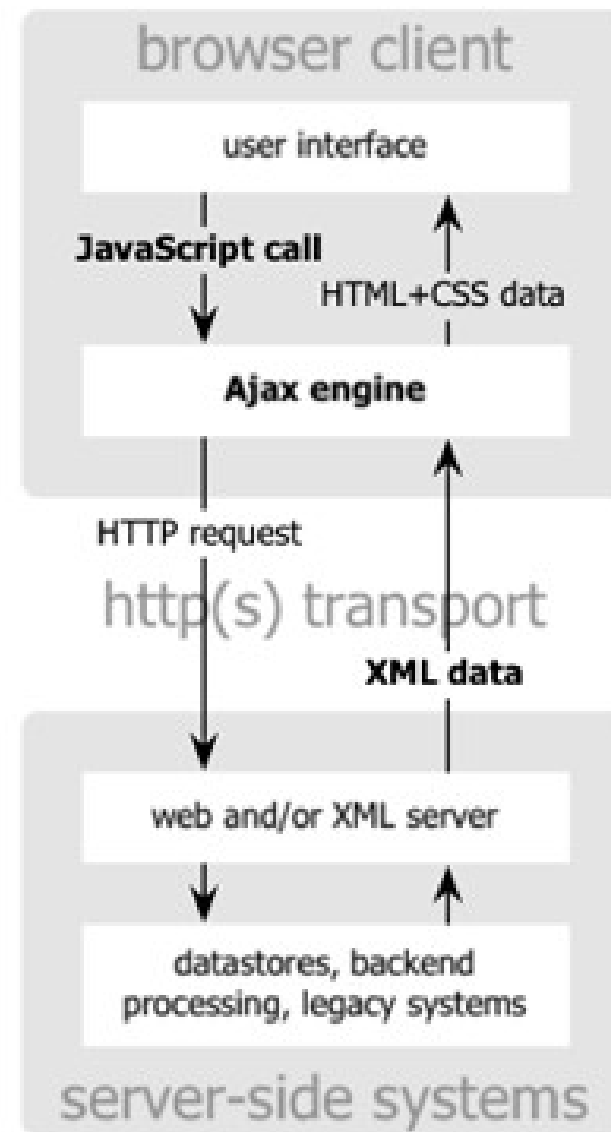 browser client
user interface
JavaScript call
HTML+CSS data
Ajax engine
HTTP request
http(s) transport
XML data
web and/or XML server
datastores, backend
processing, legacy systems
server-side systems